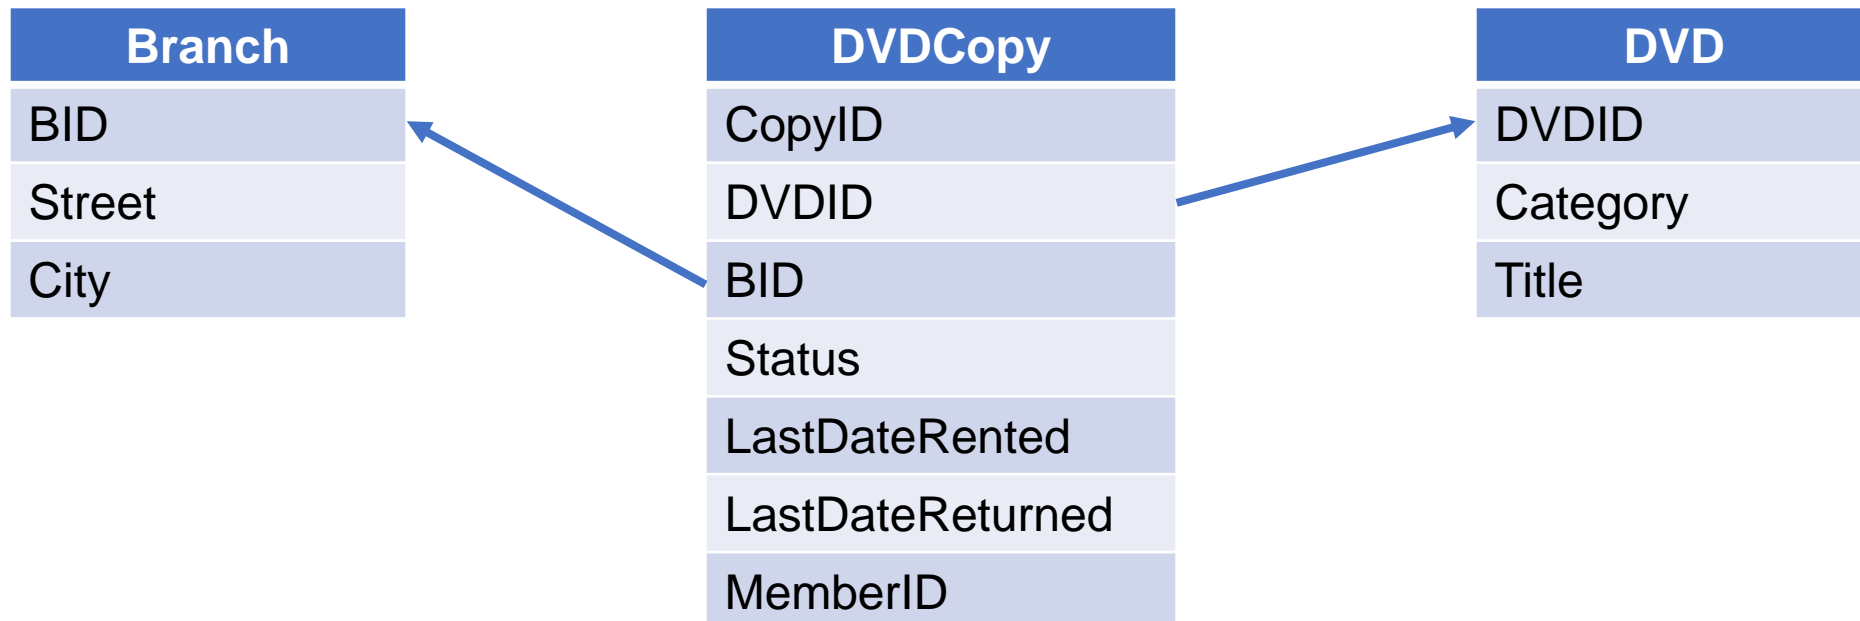 Branch
BID
Street
City
DVDCopy
CopyID
DVDID
BID
Status
LastDateRented
LastDateReturned
MemberID
DVD
DVDID
Category
Title